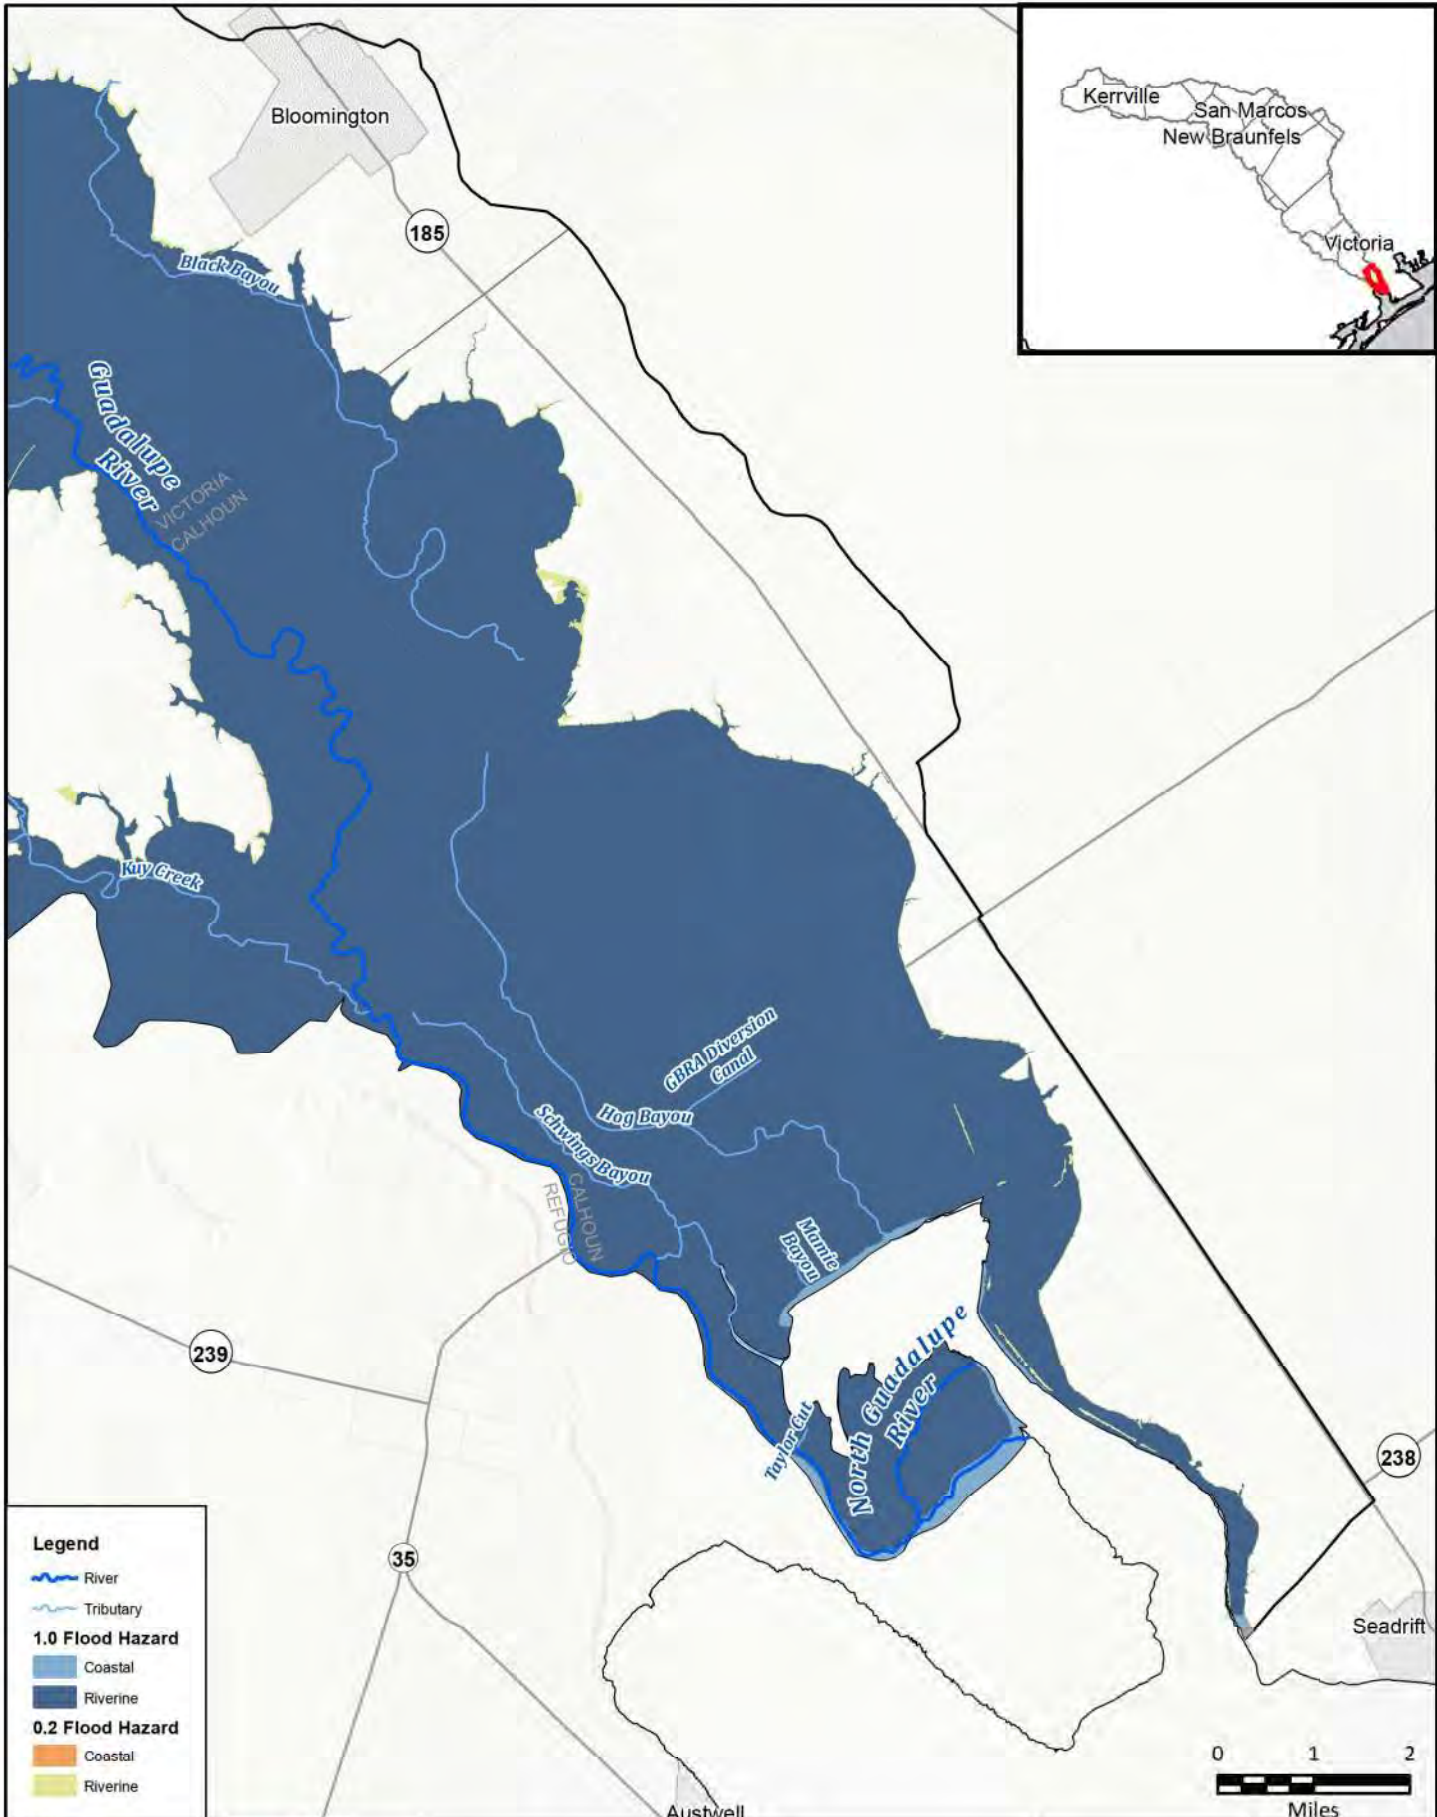 Bloomington
Kerrville
San Marcos
New Braunfels
Victoria
185
Black Bayou
Guadalupe
River
VICTORIA
CALHOUN
Kuy Creek
GBRA Diversion
Canal
Hog Bayou
Schwings Bayou
CALHOUN
REFUGIO
Mamie
Bayou
239
North Guadalupe
River
Taylor Cut
238
35
Seadrift
Austwell
Legend
River
Tributary
1.0 Flood Hazard
Coastal
Riverine
0.2 Flood Hazard
Coastal
Riverine
0 1 2
Miles